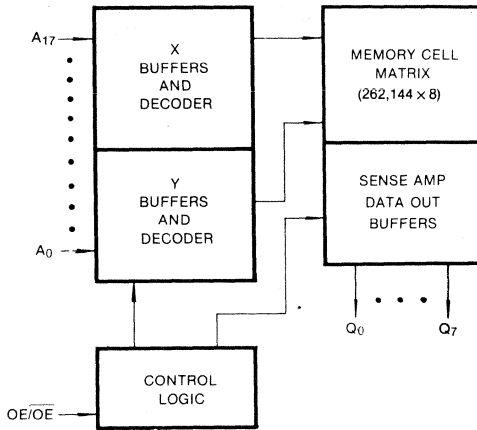 A17
X
BUFFERS
AND
DECODER
MEMORY CELL
MATRIX
(262,144 × 8)
Y
BUFFERS
AND
DECODER
SENSE AMP
DATA OUT
BUFFERS
A0
Q0
Q7
CONTROL
LOGIC
OE/O̅E̅